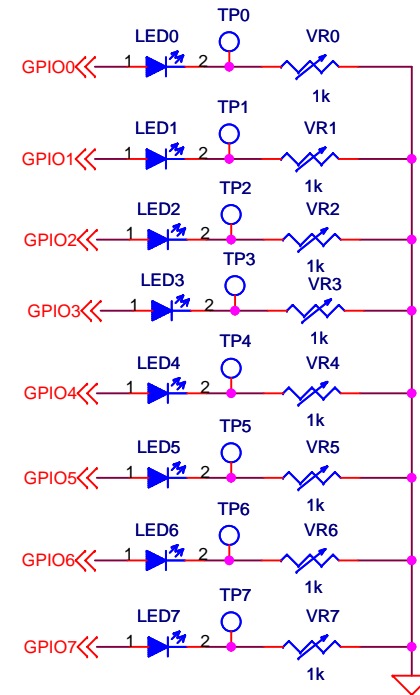 LED0 TP0 VR0
GPIO0 1 2
1k
LED1 TP1 VR1
GPIO1 1 2
1k
LED2 TP2 VR2
GPIO2 1 2
1k
LED3 TP3 VR3
GPIO3 1 2
1k
LED4 TP4 VR4
GPIO4 1 2
1k
LED5 TP5 VR5
GPIO5 1 2
1k
LED6 TP6 VR6
GPIO6 1 2
1k
LED7 TP7 VR7
GPIO7 1 2
1k